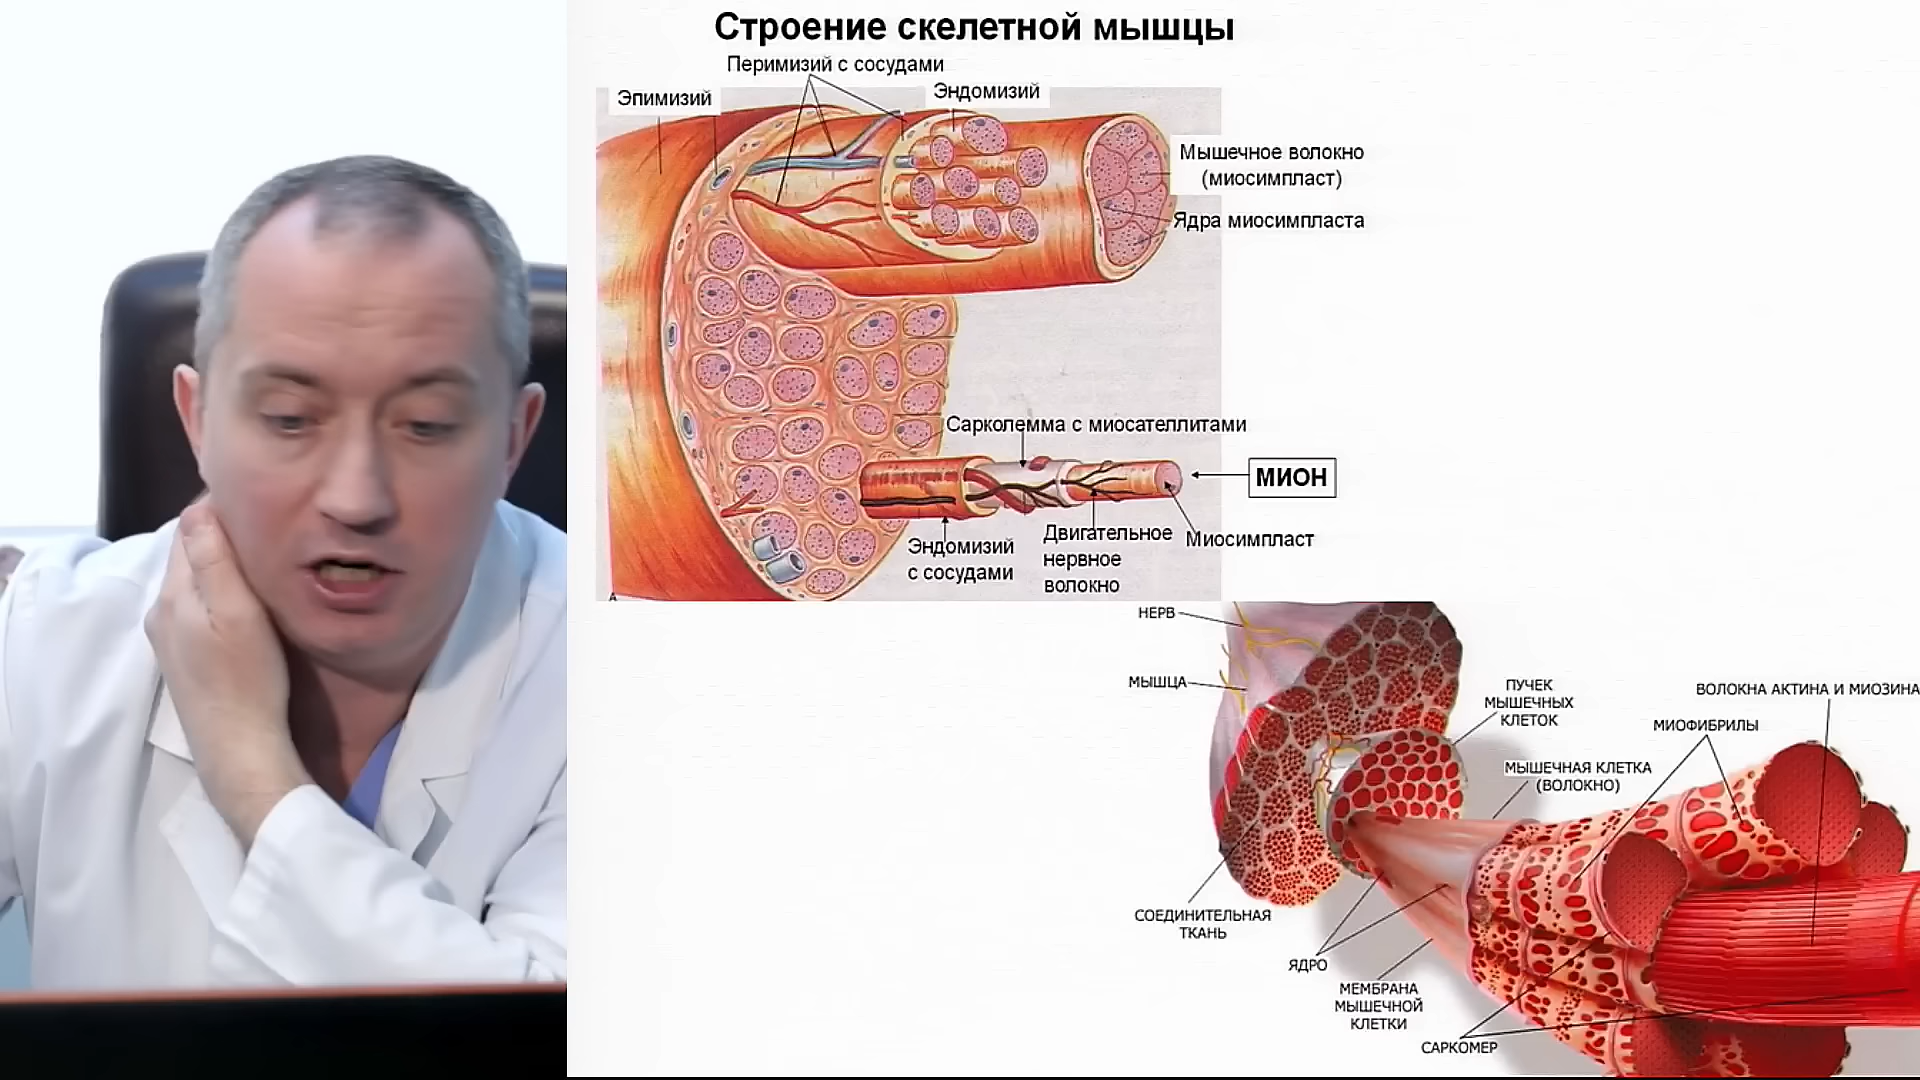 Строение скелетной мышцы
Перимизий с сосудами
Эпимизий
Эндомизий
Мышечное волокно
(миосимпласт)
Ядра миосимпласта
Сарколемма с миосателлитами
МИОН
Эндомизий
с сосудами
Двигательное
нервное
волокно
Миосимпласт
А
НЕРВ
МЫШЦА
ПУЧЕК
МЫШЕЧНЫХ
КЛЕТОК
ВОЛОКНА АКТИНА И МИОЗИНА
МИОФИБРИЛЫ
МЫШЕЧНАЯ КЛЕТКА
(ВОЛОКНО)
СОЕДИНИТЕЛЬНАЯ
ТКАНЬ
ЯДРО
МЕМБРАНА
МЫШЕЧНОЙ
КЛЕТКИ
САРКОМЕР